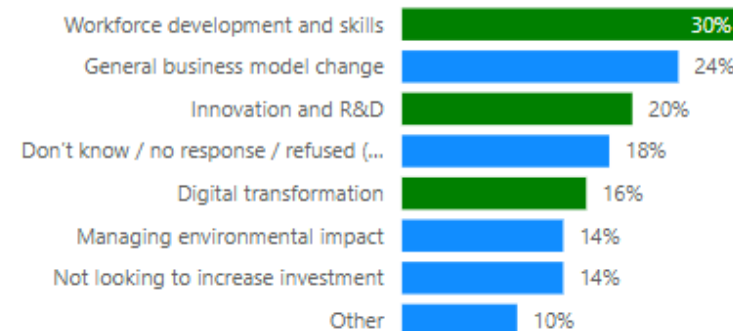 Workforce development and skills 30%
General business model change 24%
Innovation and R&D 20%
Don't know / no response / refused (... 18%
Digital transformation 16%
Managing environmental impact 14%
Not looking to increase investment 14%
Other 10%